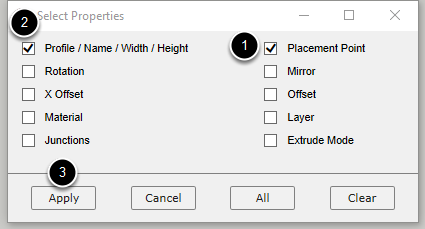 2
Select Properties
1
Profile / Name / Width / Height
Placement Point
Rotation
Mirror
X Offset
Offset
Material
Layer
Junctions
Extrude Mode
3
Apply
Cancel
All
Clear